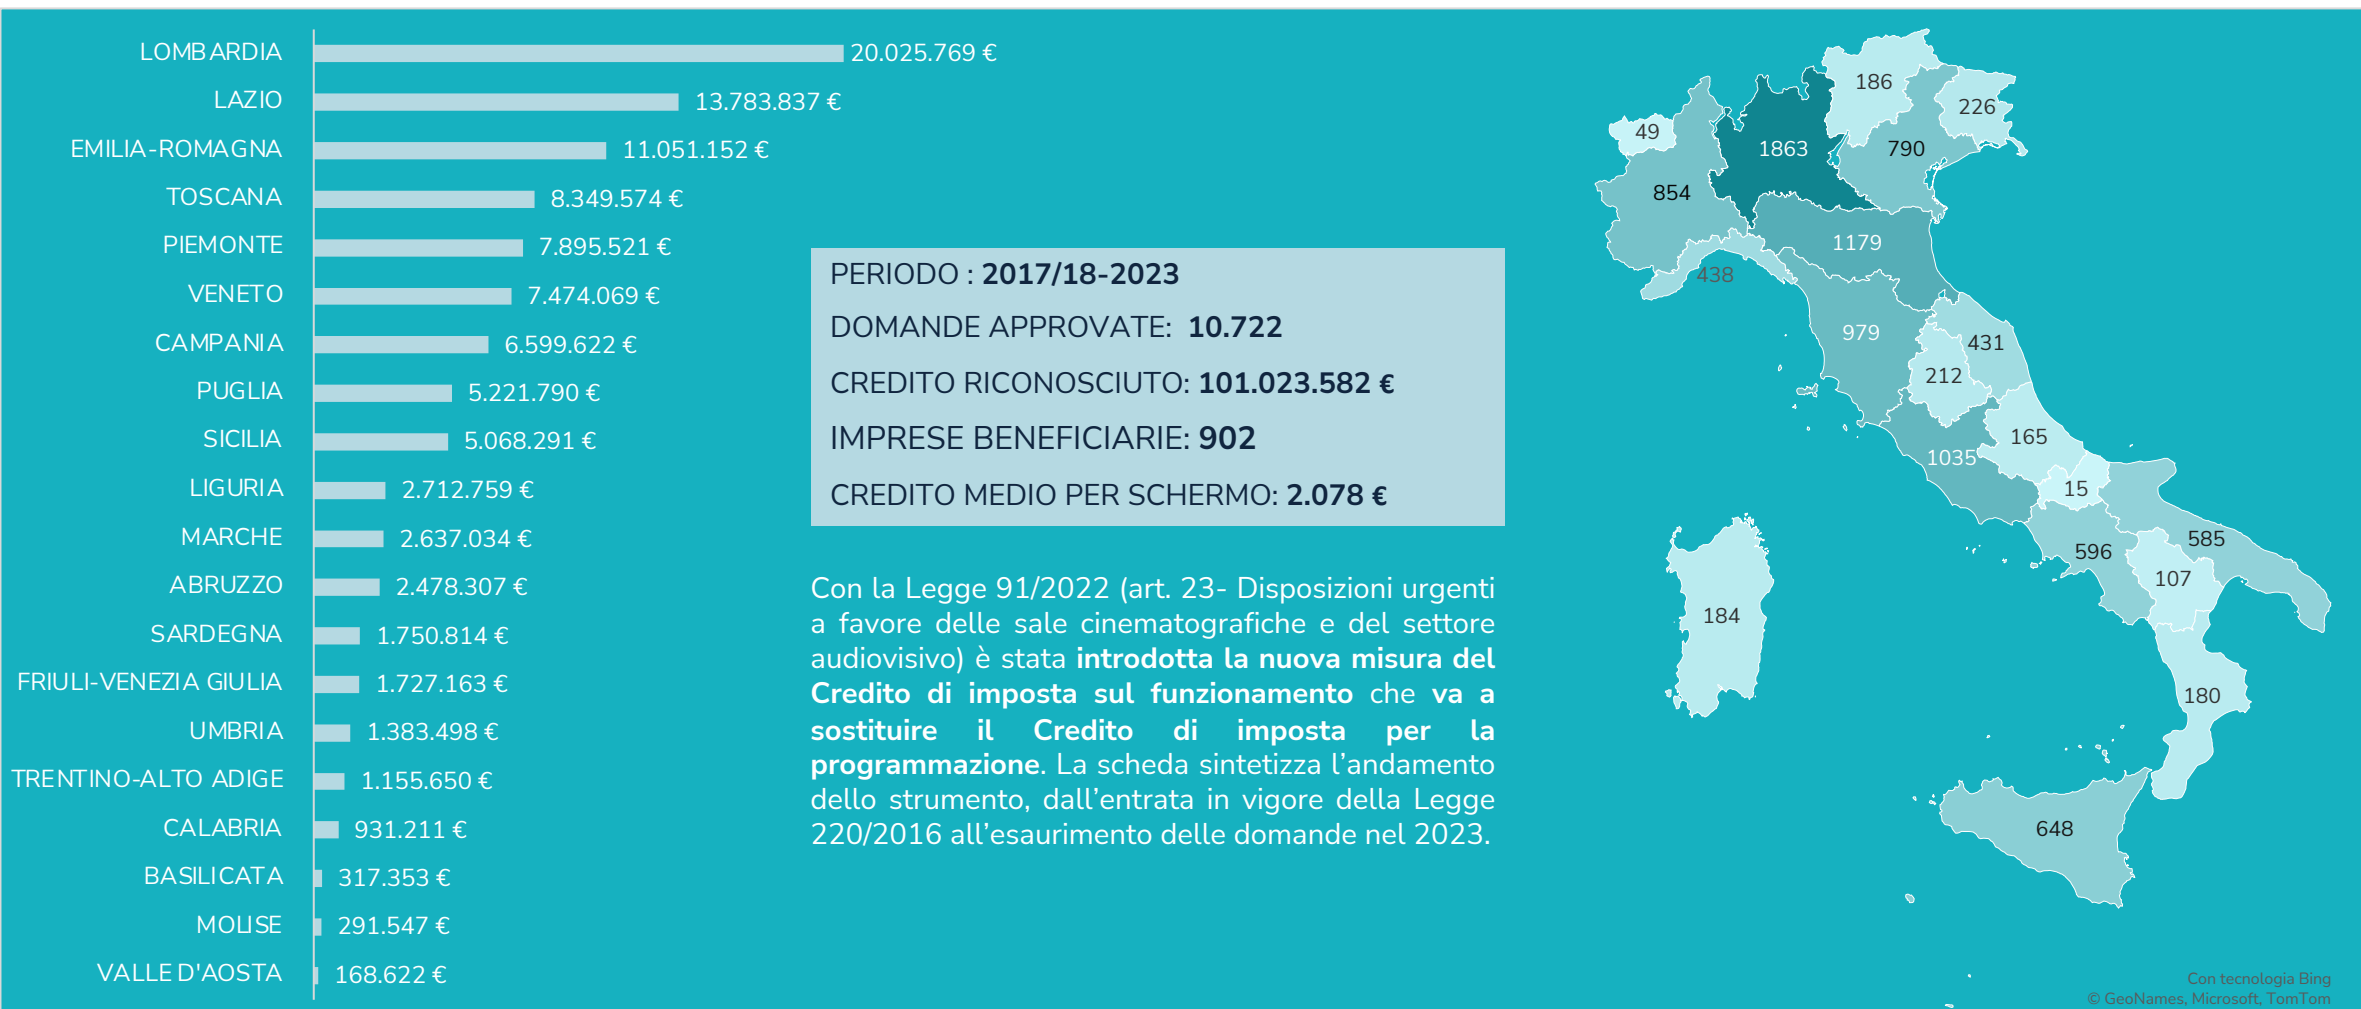 LOMBARDIA 20.025.769 €
LAZIO 13.783.837 €
EMILIA-ROMAGNA 11.051.152 €
TOSCANA 8.349.574 €
PIEMONTE 7.895.521 €
VENETO 7.474.069 €
CAMPANIA 6.599.622 €
PUGLIA 5.221.790 €
SICILIA 5.068.291 €
LIGURIA 2.712.759 €
MARCHE 2.637.034 €
ABRUZZO 2.478.307 €
SARDEGNA 1.750.814 €
FRIULI-VENEZIA GIULIA 1.727.163 €
UMBRIA 1.383.498 €
TRENTINO-ALTO ADIGE 1.155.650 €
CALABRIA 931.211 €
BASILICATA 317.353 €
MOLISE 291.547 €
VALLE D'AOSTA 168.622 €
PERIODO : 2017/18-2023
DOMANDE APPROVATE: 10.722
CREDITO RICONOSCIUTO: 101.023.582 €
IMPRESE BENEFICIARIE: 902
CREDITO MEDIO PER SCHERMO: 2.078 €
Con la Legge 91/2022 (art. 23- Disposizioni urgenti
a favore delle sale cinematografiche e del settore
audiovisivo) è stata introdotta la nuova misura del
Credito di imposta sul funzionamento che va a
sostituire il Credito di imposta per la
programmazione. La scheda sintetizza l'andamento
dello strumento, dall'entrata in vigore della Legge
220/2016 all'esaurimento delle domande nel 2023.
186
226
49
1863
790
854
1179
438
979
431
212
165
1035
15
585
596
107
184
180
648
Con tecnologia Bing
© GeoNames, Microsoft, TomTom